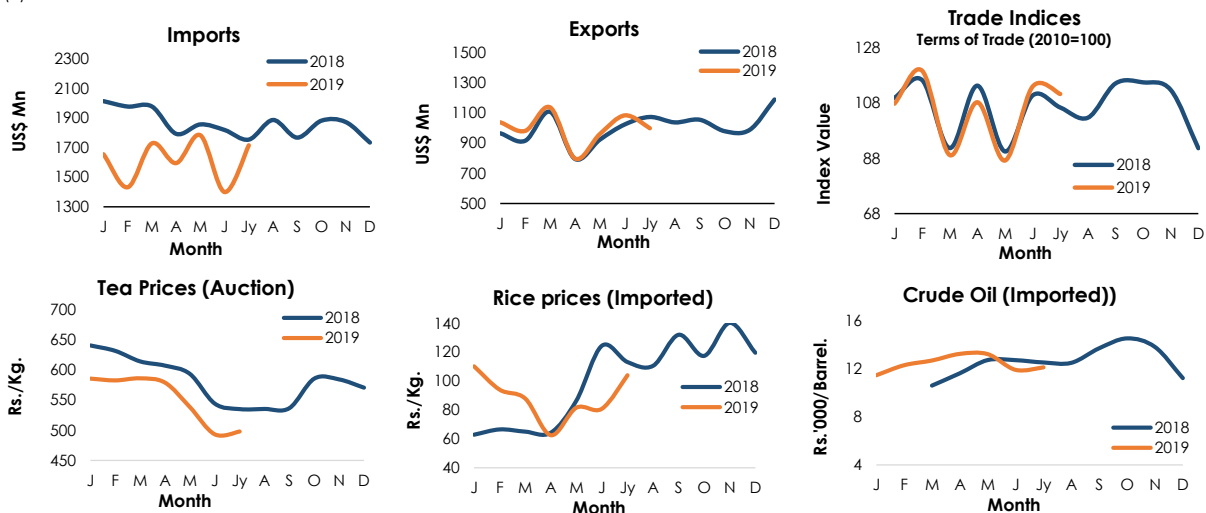 Imports
US$ Mn
2300
2100
1900
1700
1500
1300
2018
2019
J F M A M J Jy A S O N D
Month
Exports
US$ Mn
1500
1300
1100
900
700
500
2018
2019
J F M A M J Jy A S O N D
Month
Trade Indices
Terms of Trade (2010=100)
Index Value
128
108
88
68
2018
2019
J F M A M J Jy A S O N D
Month
Tea Prices (Auction)
Rs./Kg.
700
650
600
550
500
450
2018
2019
J F M A M J Jy A S O N D
Month
Rice prices (Imported)
Rs./Kg.
140
120
100
80
60
40
2018
2019
J F M A M J Jy A S O N D
Month
Crude Oil (Imported))
Rs.'000/Barrel.
16
12
8
4
2018
2019
J F M A M J Jy A S O N D
Month